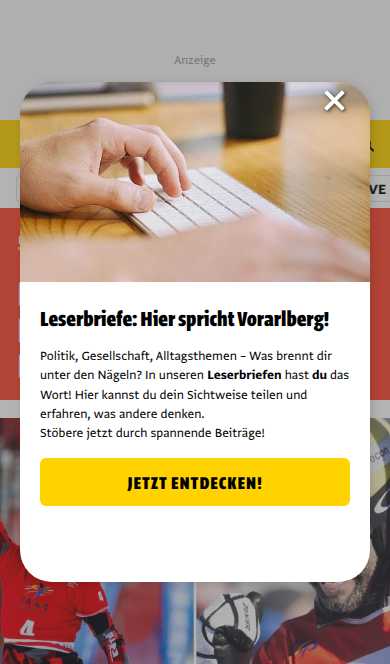 Anzeige
VE
Leserbriefe: Hier spricht Vorarlberg!
Politik, Gesellschaft, Alltagsthemen – Was brennt dir
unter den Nägeln? In unseren Leserbriefen hast du das
Wort! Hier kannst du dein Sichtweise teilen und
erfahren, was andere denken.
Stöbere jetzt durch spannende Beiträge!
JETZT ENTDECKEN!